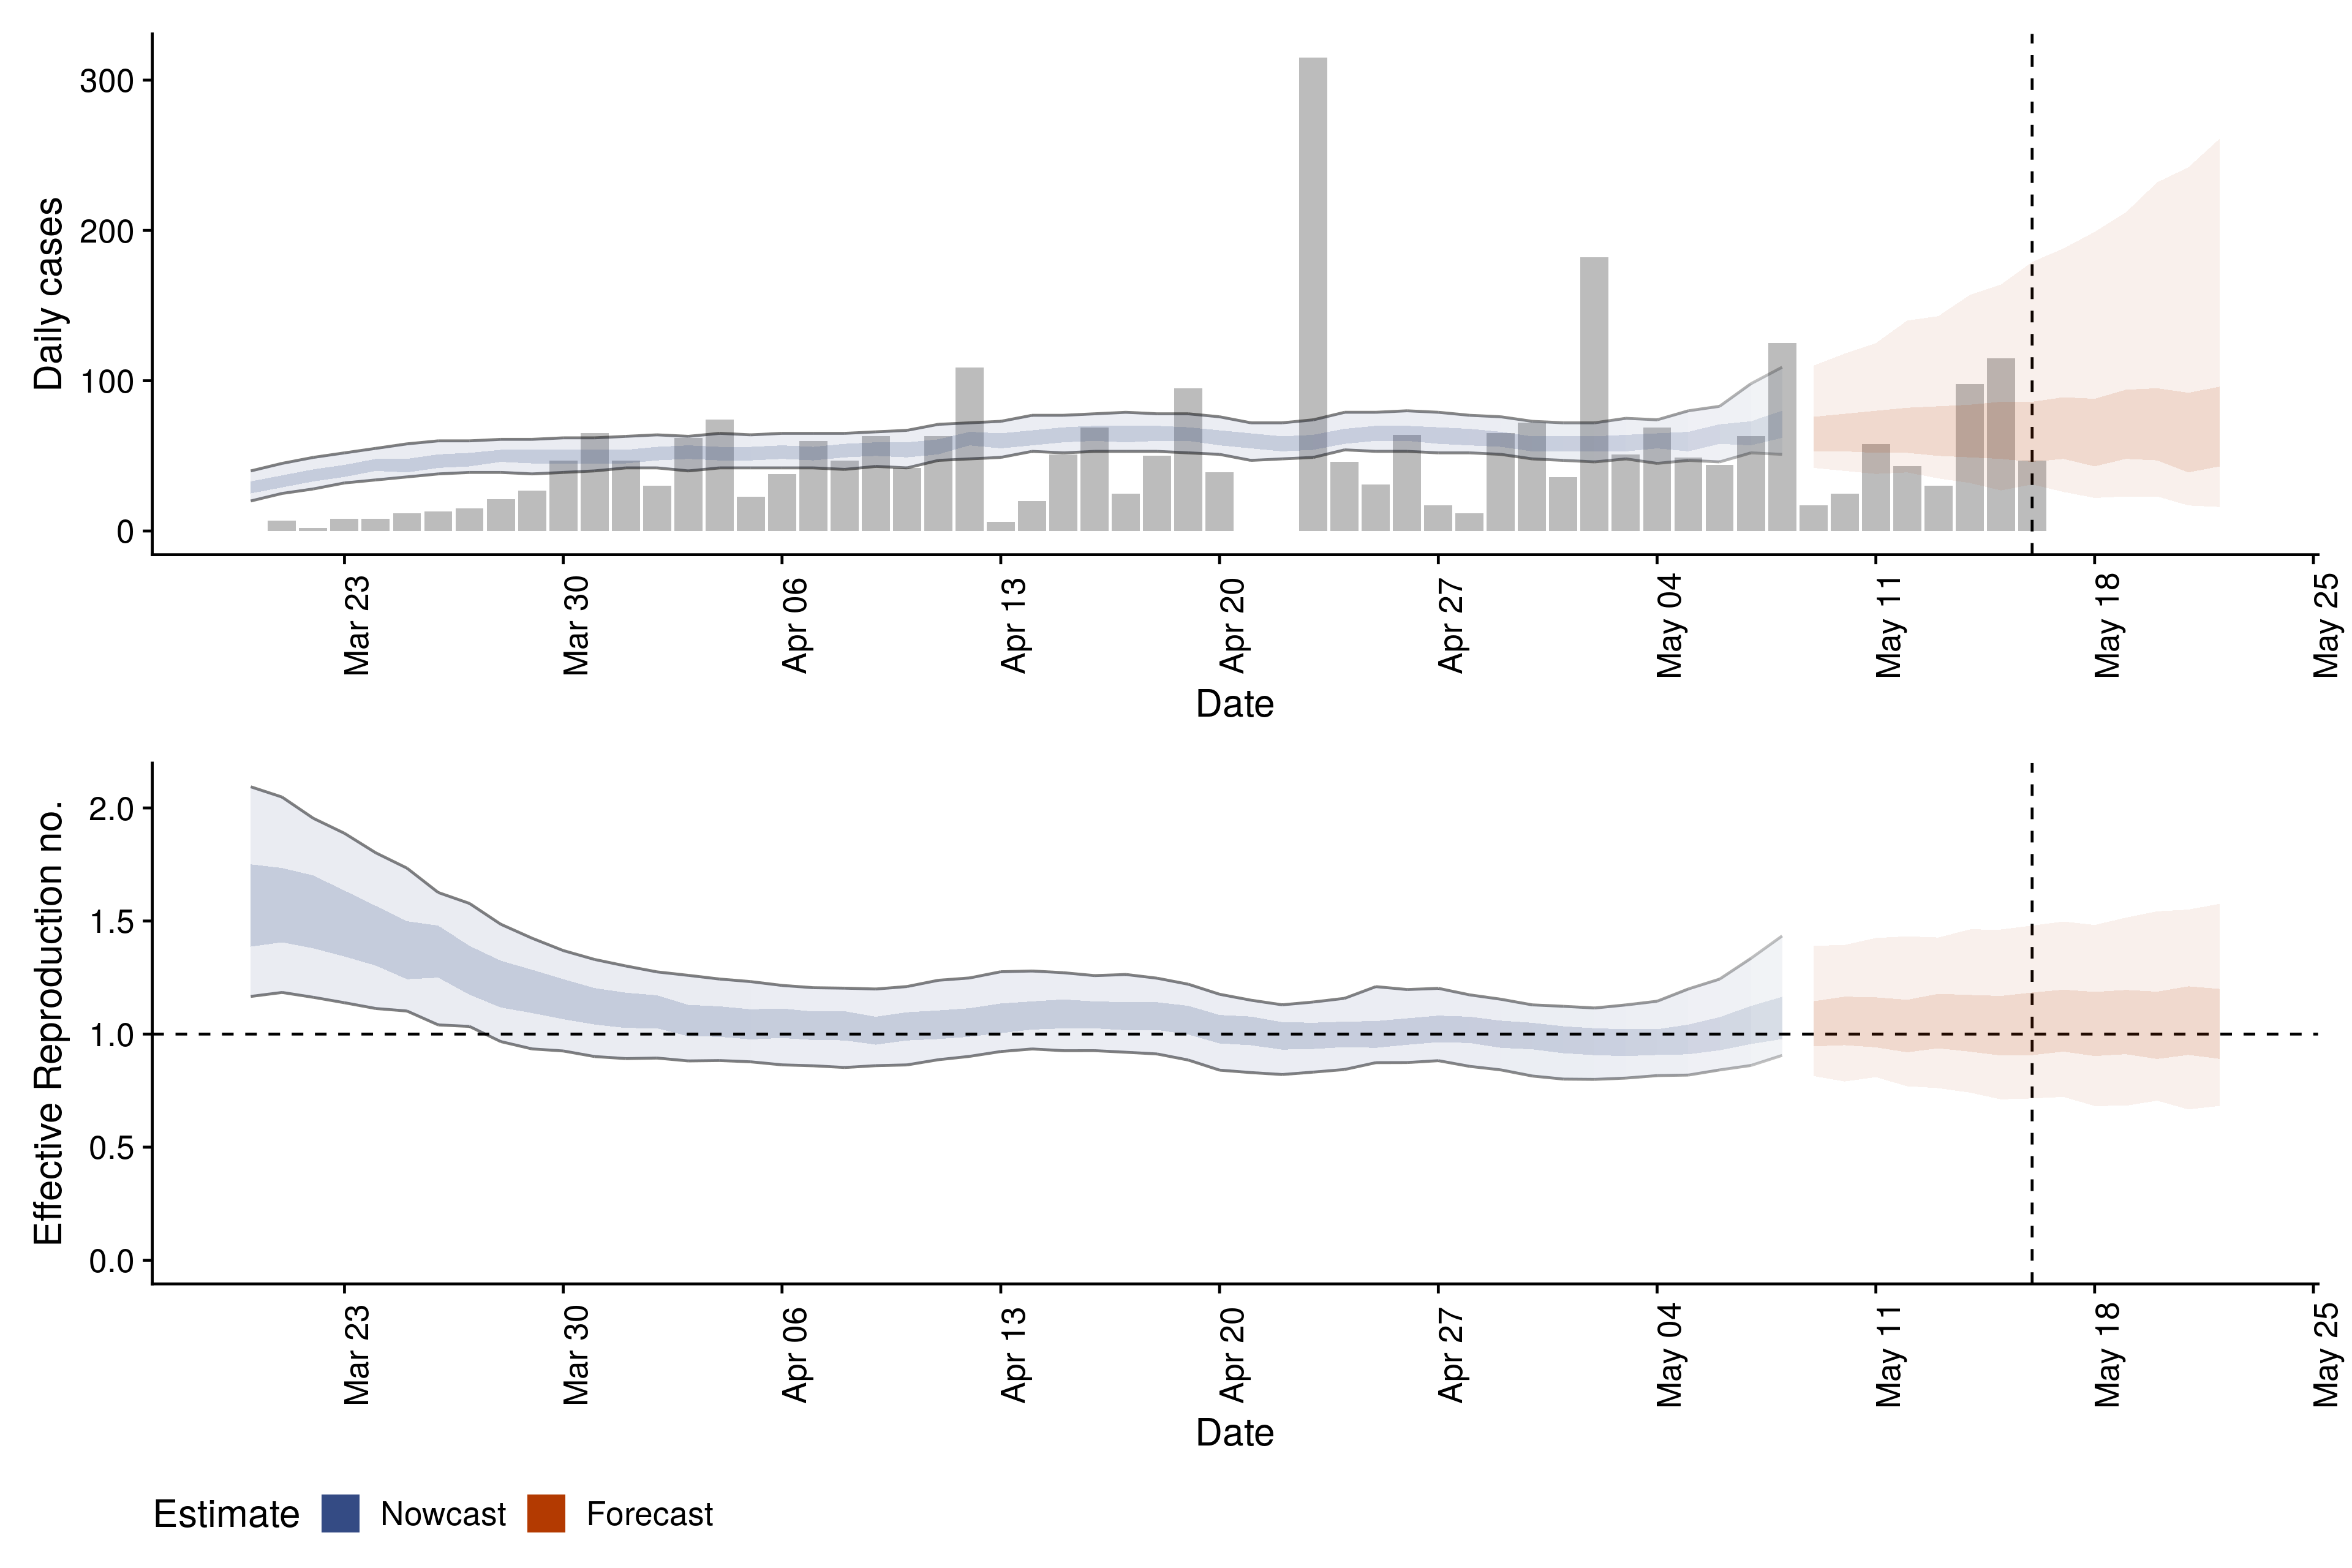 300
200
100
0
Daily cases
Mar 23
Mar 30
Apr 06
Apr 13
Apr 20
Apr 27
May 04
May 11
May 18
May 25
Date
2.0
1.5
1.0
0.5
0.0
Effective Reproduction no.
Mar 23
Mar 30
Apr 06
Apr 13
Apr 20
Apr 27
May 04
May 11
May 18
May 25
Date
Estimate Nowcast Forecast